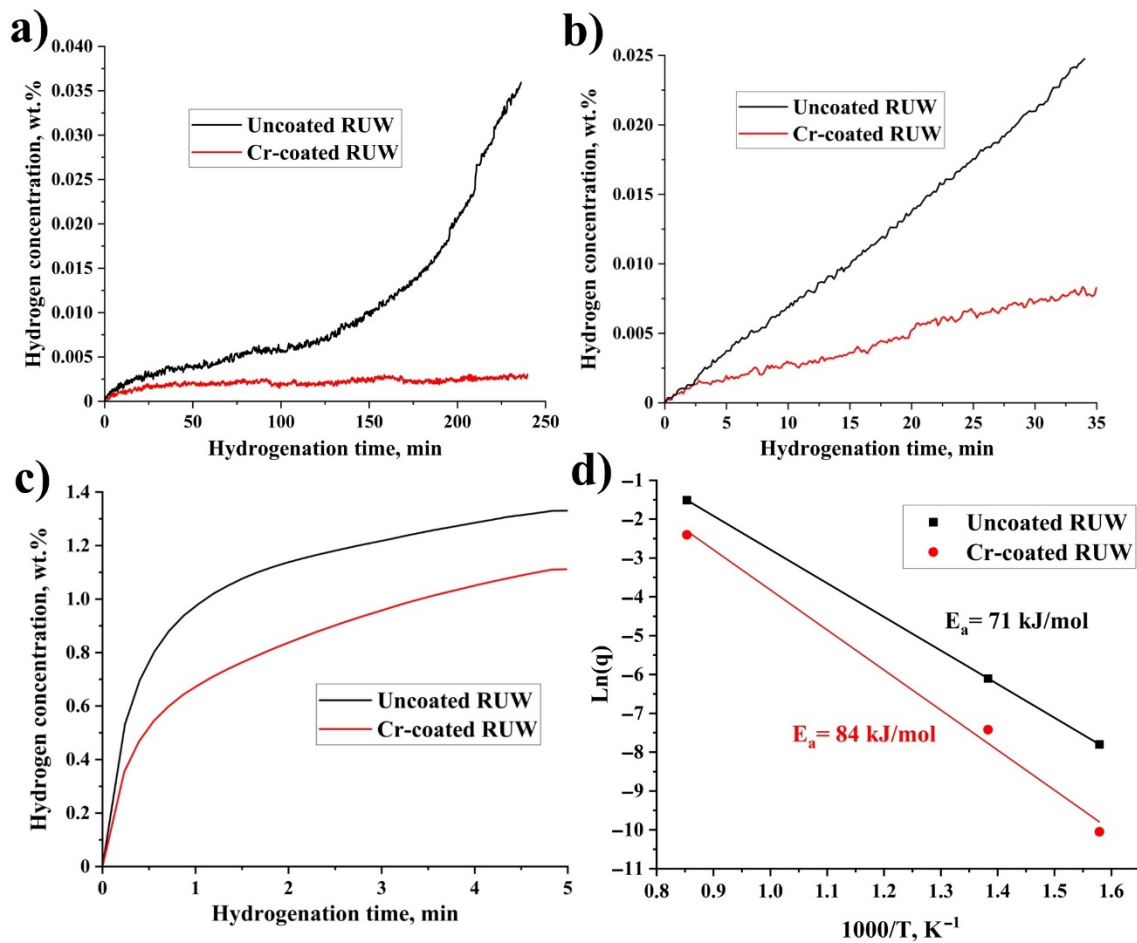 a)
Hydrogen concentration, wt.%
0.040
0.035
0.030
0.025
0.020
0.015
0.010
0.005
0
Uncoated RUW
Cr-coated RUW
0 50 100 150 200 250
Hydrogenation time, min
b)
Hydrogen concentration, wt.%
0.025
0.020
0.015
0.010
0.005
0
Uncoated RUW
Cr-coated RUW
0 5 10 15 20 25 30 35
Hydrogenation time, min
c)
Hydrogen concentration, wt.%
1.4
1.2
1.0
0.8
0.6
0.4
0.2
0
Uncoated RUW
Cr-coated RUW
0 1 2 3 4 5
Hydrogenation time, min
d)
Ln(q)
−1
−2
−3
−4
−5
−6
−7
−8
−9
−10
−11
Uncoated RUW
Cr-coated RUW
Eₐ= 71 kJ/mol
Eₐ= 84 kJ/mol
0.8 0.9 1.0 1.1 1.2 1.3 1.4 1.5 1.6
1000/T, K⁻¹